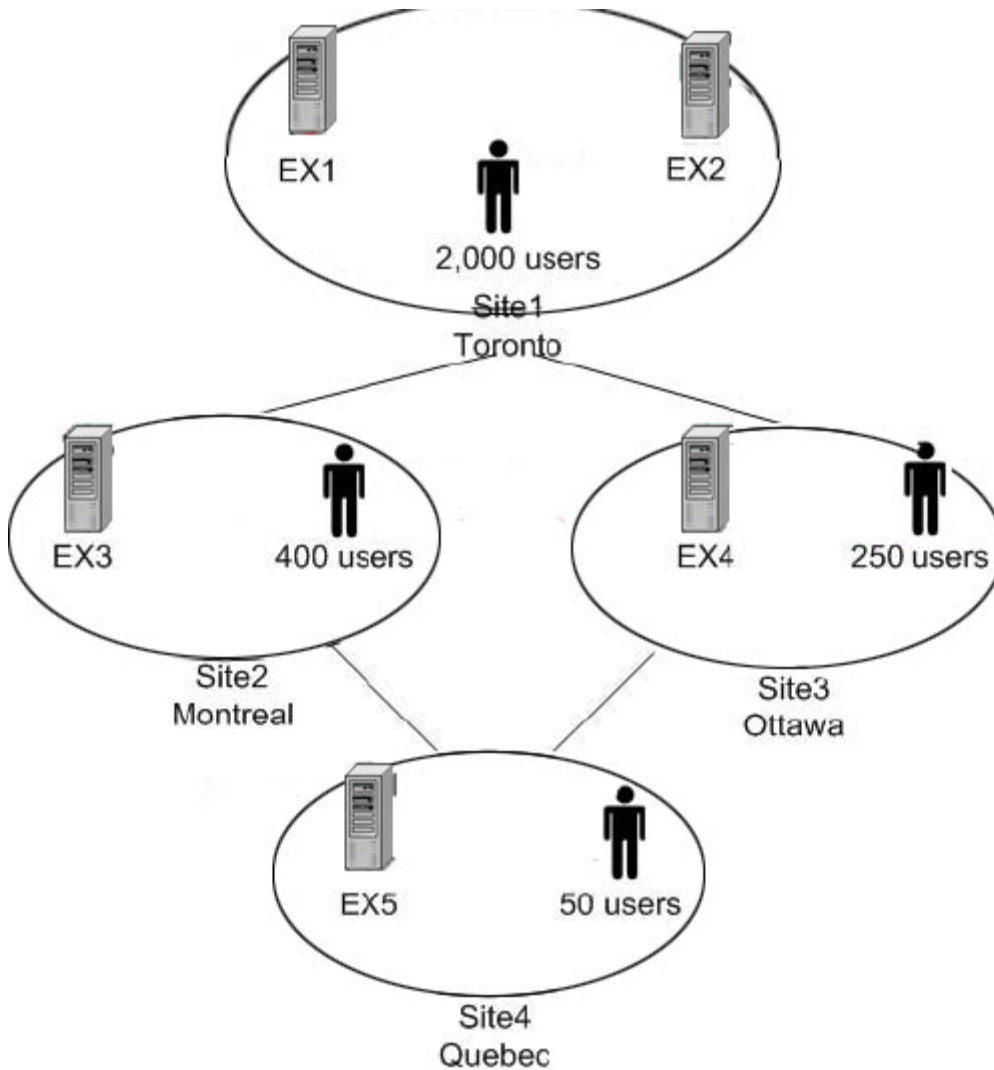 EX1
EX2
2,000 users
Site1
Toronto
EX3
400 users
EX4
250 users
Site2
Montreal
Site3
Ottawa
EX5
50 users
Site4
Quebec